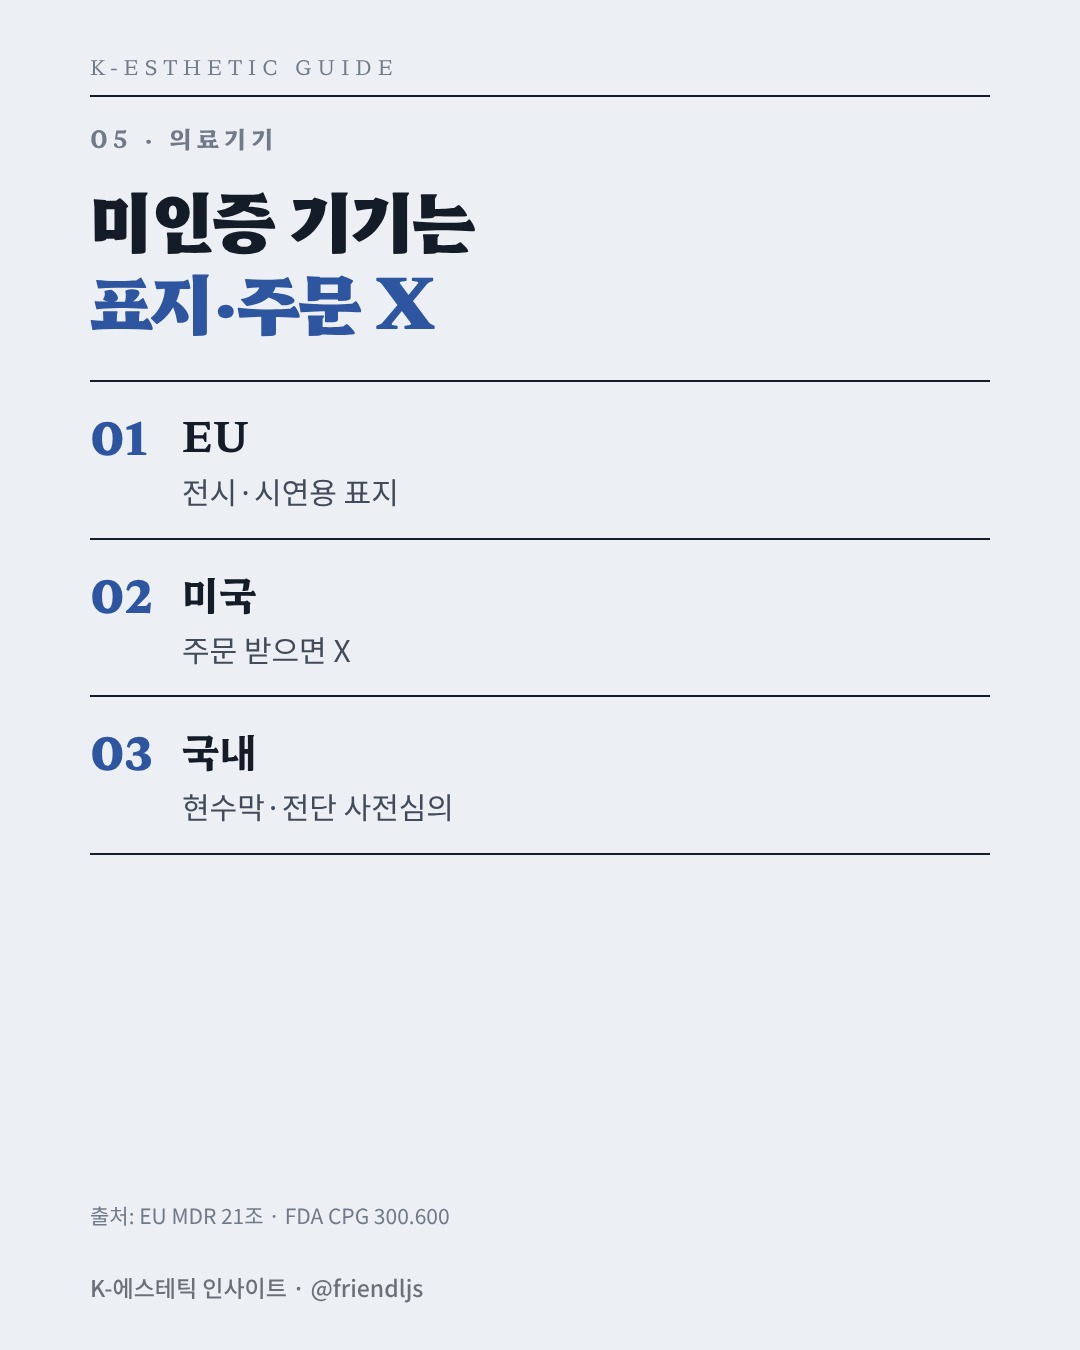 K-ESTHETIC GUIDE
05 · 의료기기
미인증 기기는
표지·주문 X
01 EU
전시·시연용 표지
02 미국
주문 받으면 X
03 국내
현수막·전단 사전심의
출처: EU MDR 21조 · FDA CPG 300.600
K-에스테틱 인사이트 · @friendljs